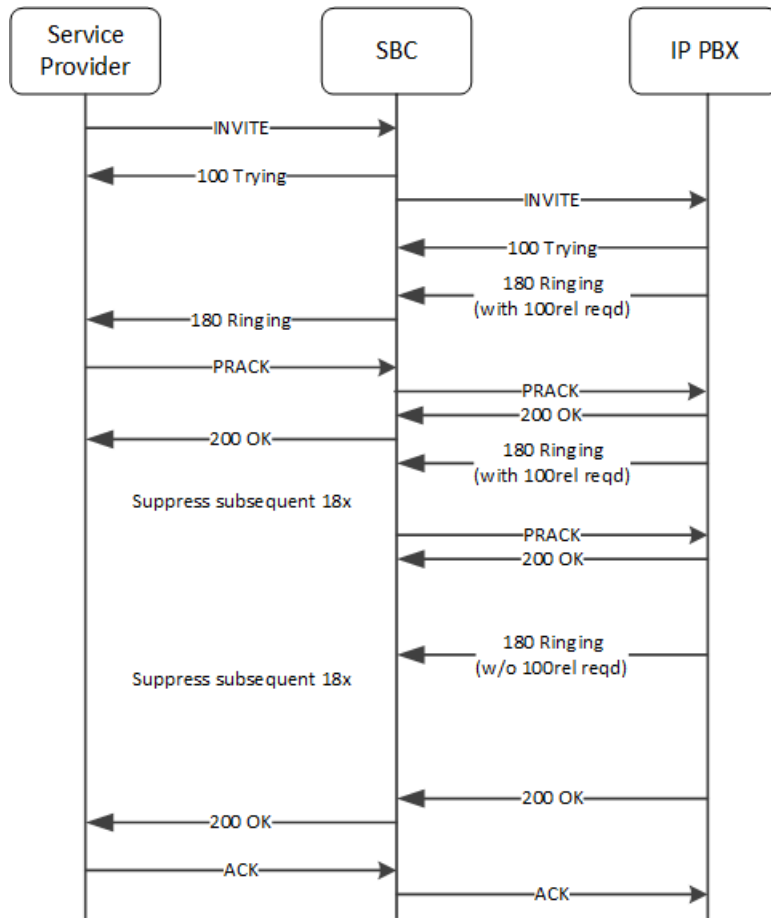 Service
Provider
SBC
IP PBX
INVITE
100 Trying
INVITE
100 Trying
180 Ringing
(with 100rel reqd)
180 Ringing
PRACK
PRACK
200 OK
200 OK
180 Ringing
(with 100rel reqd)
Suppress subsequent 18x
PRACK
200 OK
180 Ringing
(w/o 100rel reqd)
Suppress subsequent 18x
200 OK
200 OK
ACK
ACK